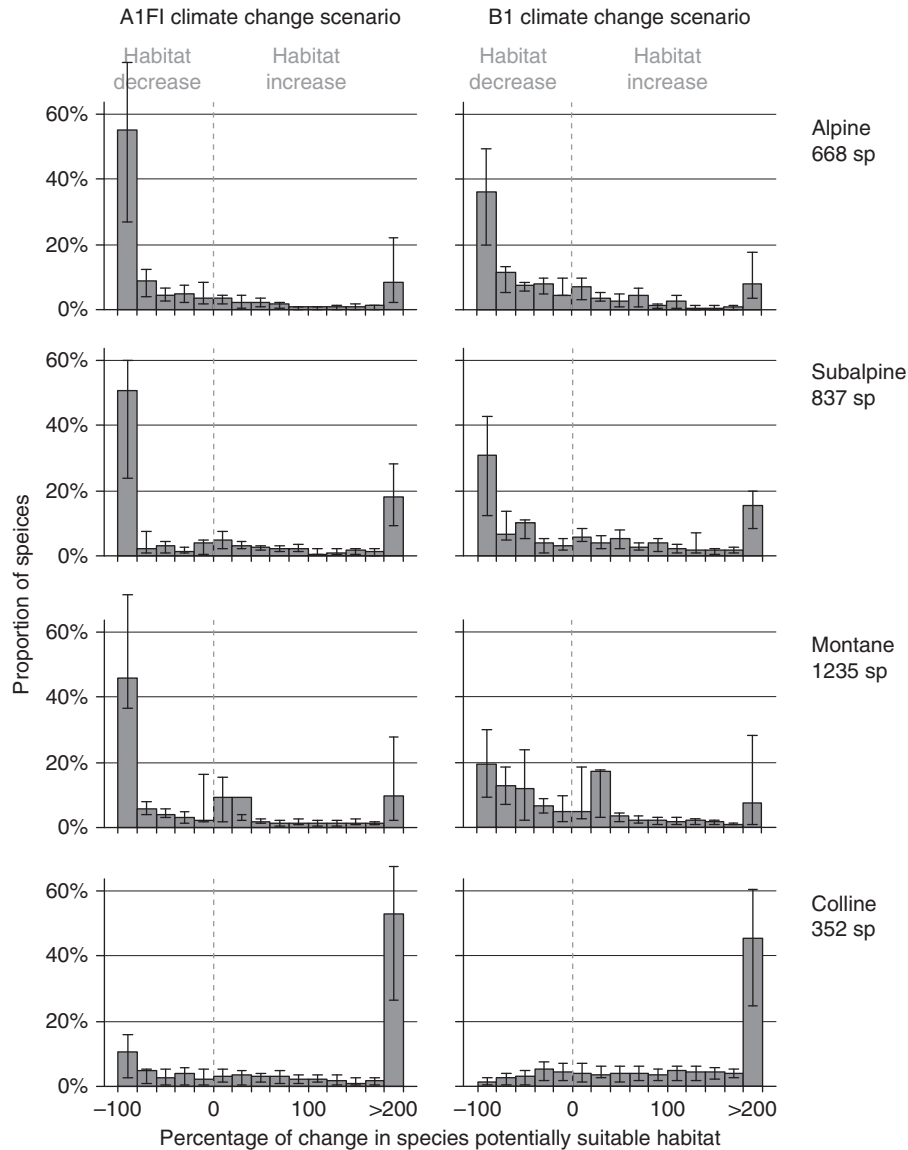 A1FI climate change scenario
B1 climate change scenario
Habitat
decrease
Habitat
increase
Habitat
decrease
Habitat
increase
60%
40%
20%
0%
Alpine
668 sp
60%
40%
20%
0%
Subalpine
837 sp
60%
40%
20%
0%
Montane
1235 sp
60%
40%
20%
0%
Colline
352 sp
Proportion of speices
–100 0 100 >200
–100 0 100 >200
Percentage of change in species potentially suitable habitat